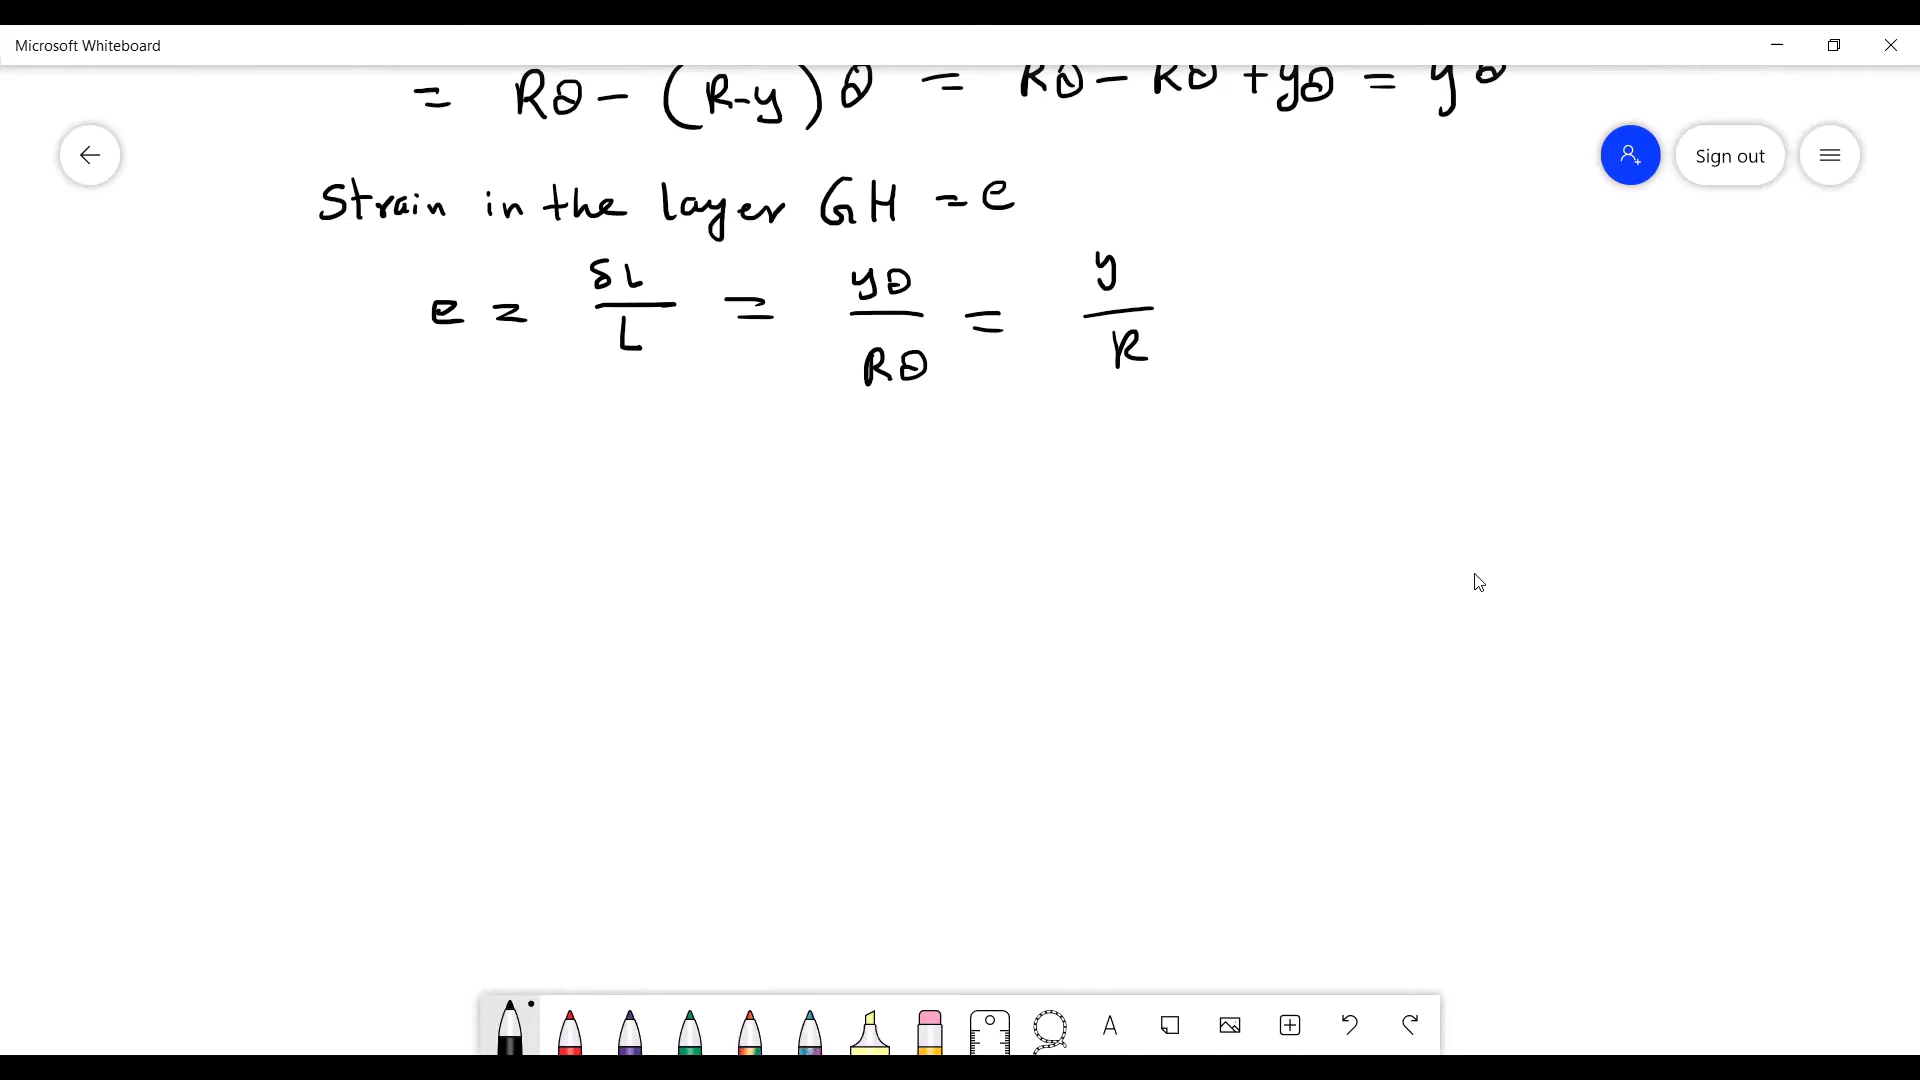 Microsoft Whiteboard
= Rθ - (R-y)θ = Rθ - Rθ + yθ = yθ
Sign out
Strain in the layer GH = e
e = δL/L = yθ/Rθ = y/R
A